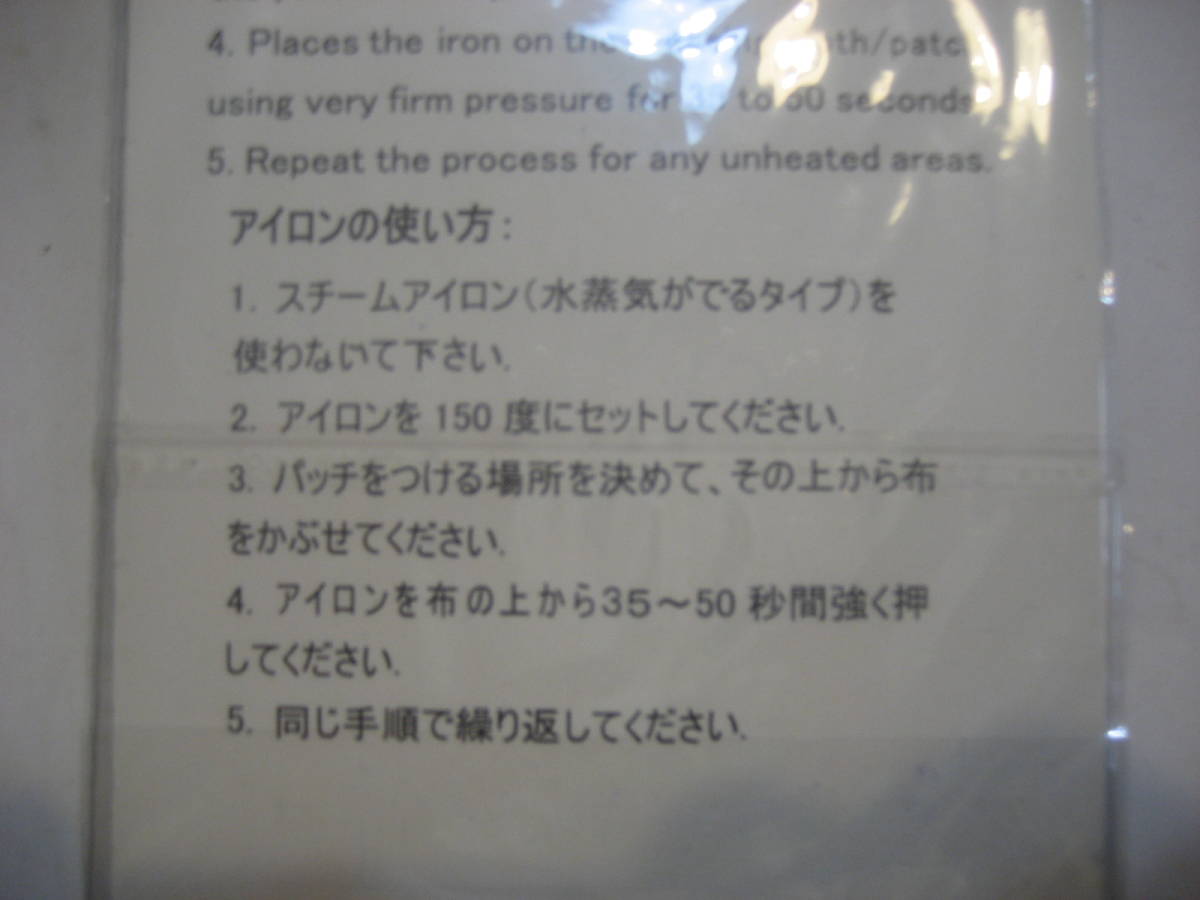 4. Places the iron on the
using very firm pressure for to 50 seconds
5. Repeat the process for any unheated areas.
アイロンの使い方:
1. スチームアイロン(水蒸気がでるタイプ)を
使わないて下さい.
2. アイロンを 150 度にセットしてください.
3. パッチをつける場所を決めて、その上から布
をかぶせてください.
4. アイロンを布の上から35〜50 秒間強く押
してください.
5. 同じ手順で繰り返してください.